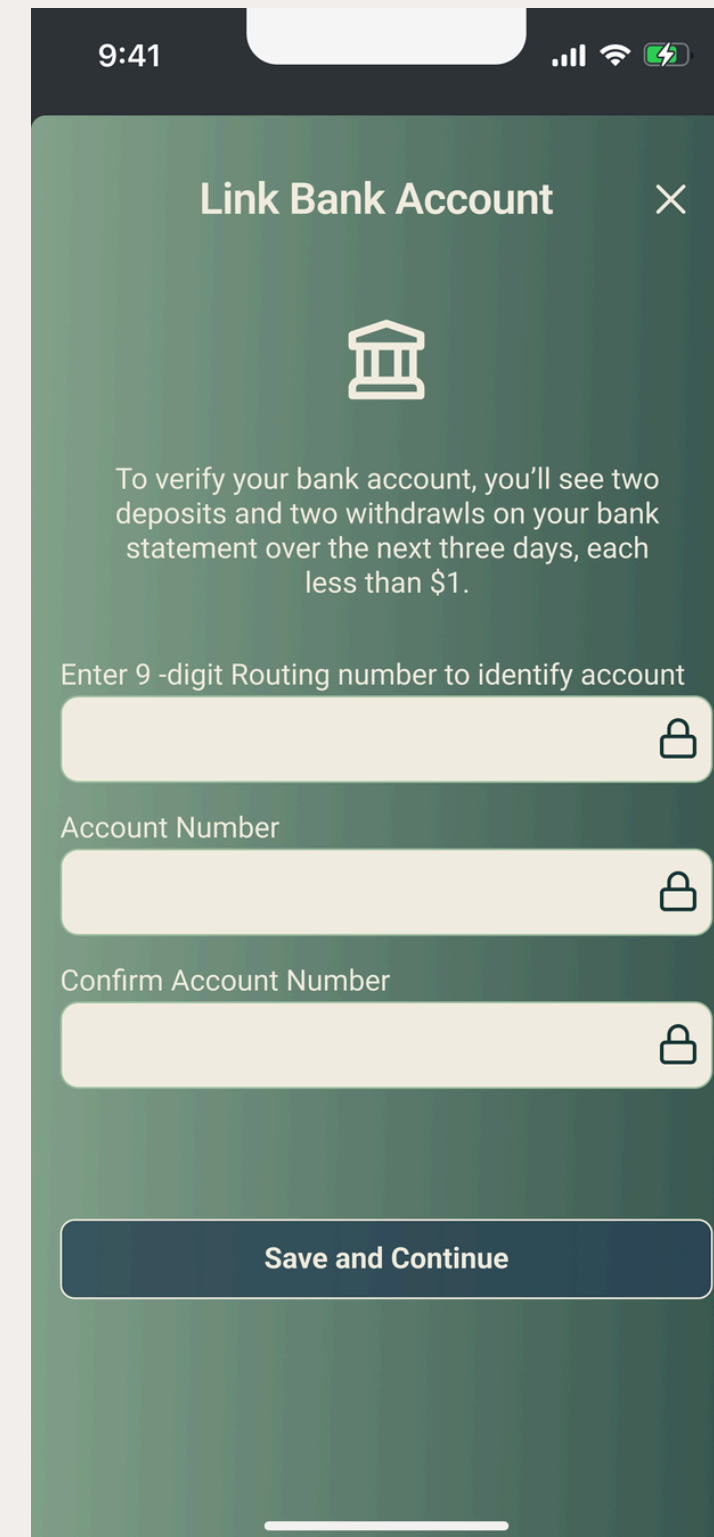 9:41
Link Bank Account
To verify your bank account, you’ll see two
deposits and two withdrawls on your bank
statement over the next three days, each
less than $1.
Enter 9 -digit Routing number to identify account
Account Number
Confirm Account Number
Save and Continue